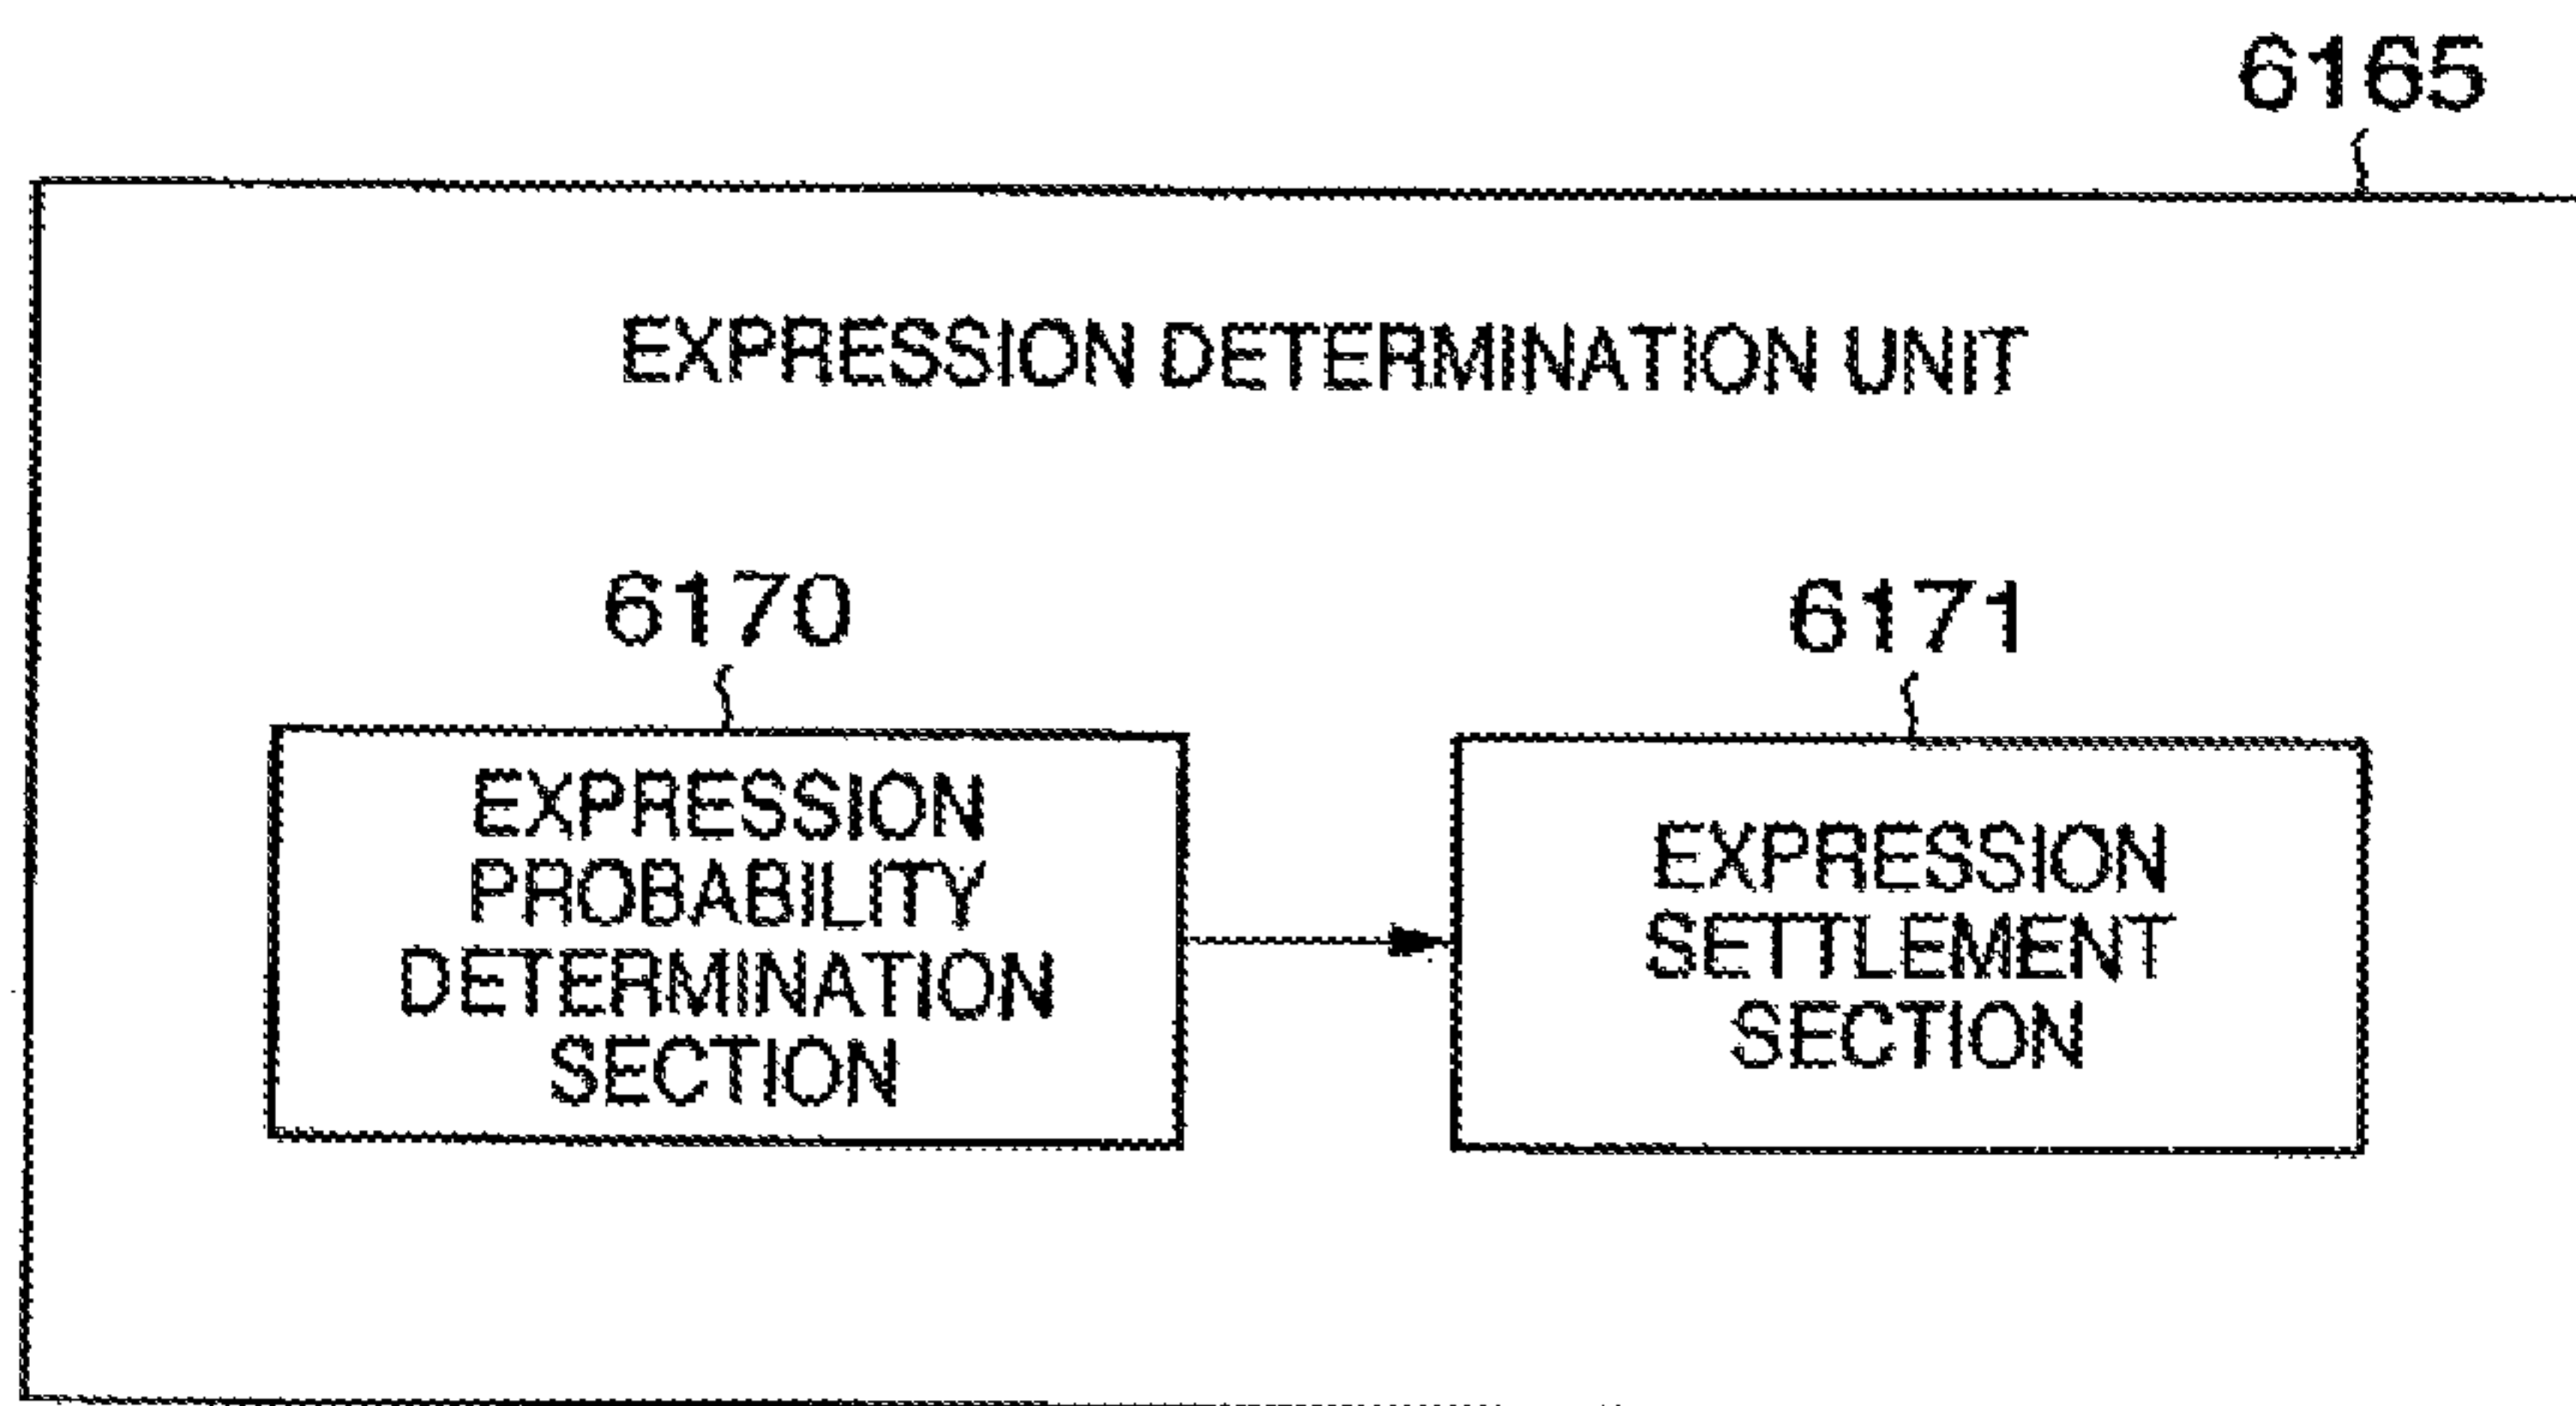 6165
EXPRESSION DETERMINATION UNIT
6170
EXPRESSION
PROBABILITY
DETERMINATION
SECTION
6171
EXPRESSION
SETTLEMENT
SECTION